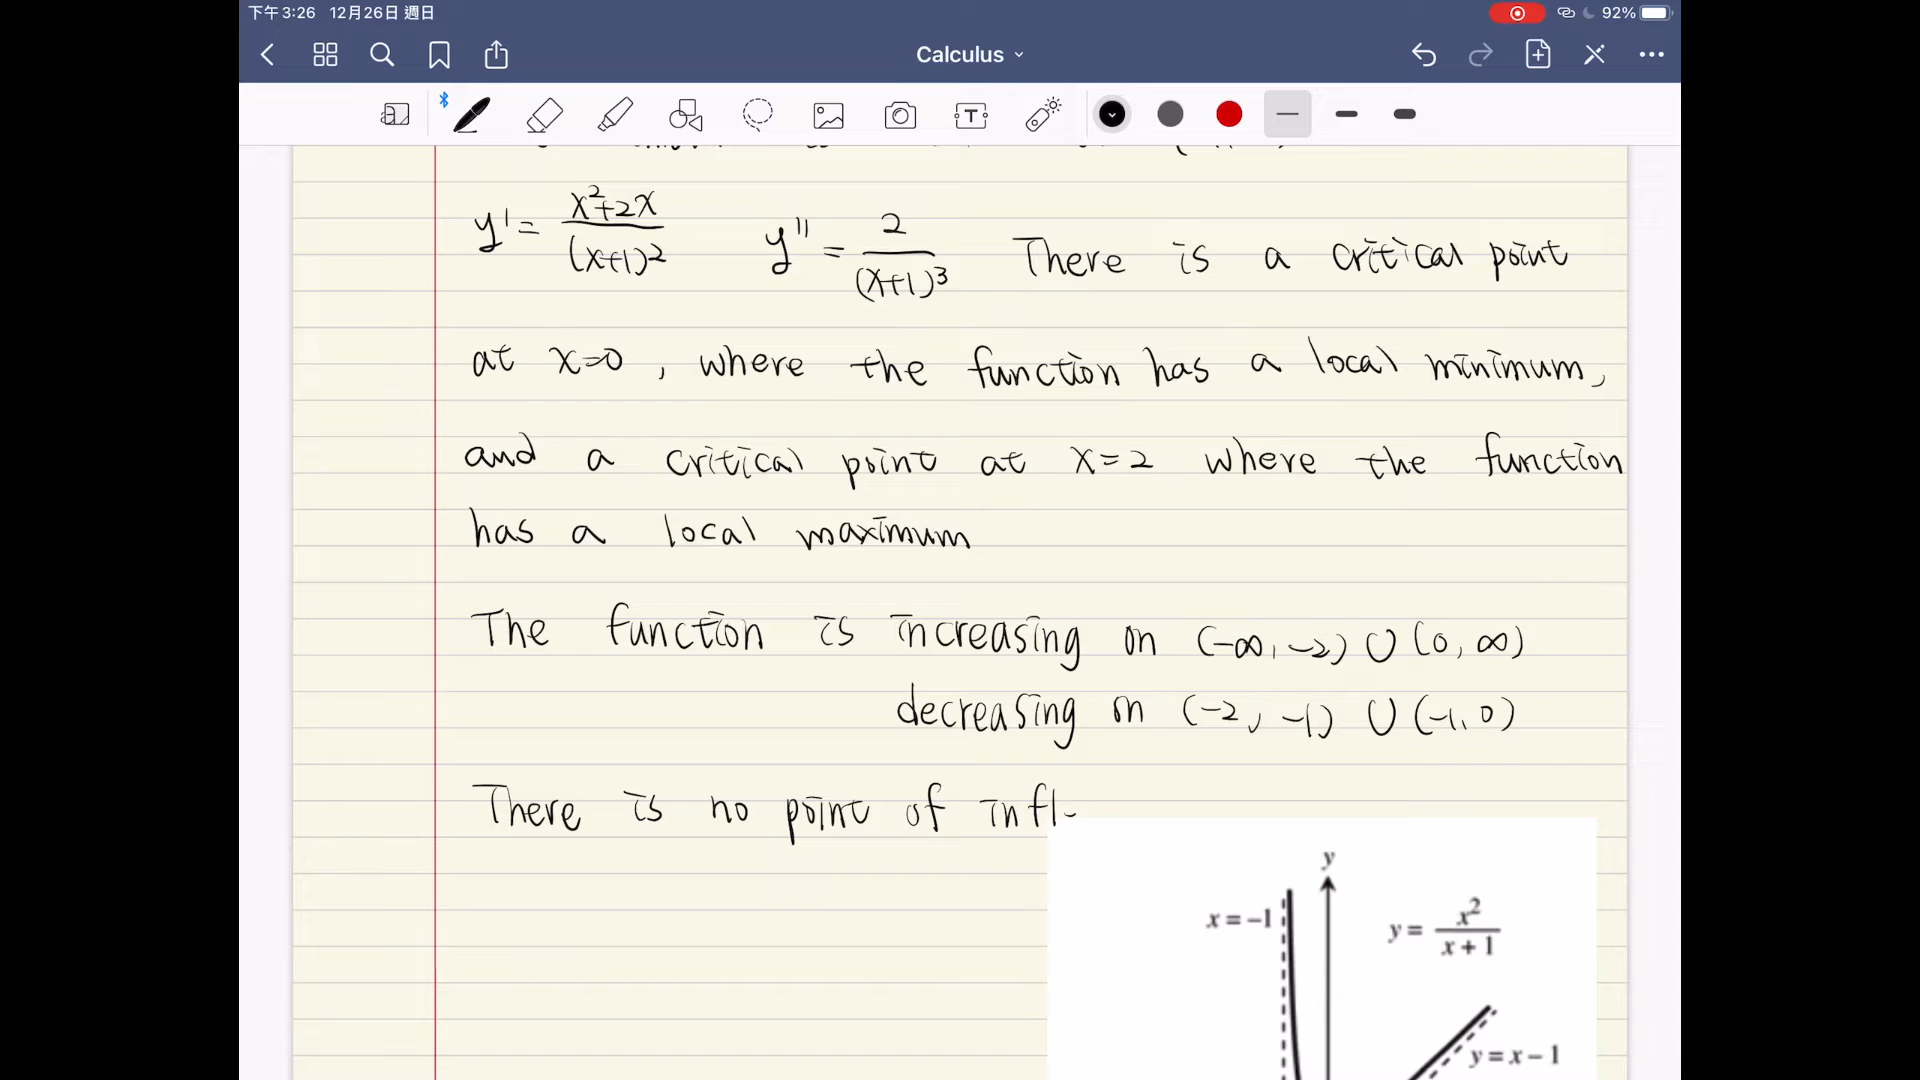 下午3:26 12月26日 週日
92%
Calculus
T
y' = x²+2x / (x+1)² y'' = 2 / (x+1)³ There is a critical point
at x=0, where the function has a local minimum,
and a critical point at x=2 where the function
has a local maximum
The function is increasing on (-∞, -2) ∪ (0, ∞)
decreasing on (-2, -1) ∪ (-1, 0)
There is no point of infl
y
x = –1
y = x² / x + 1
y = x – 1